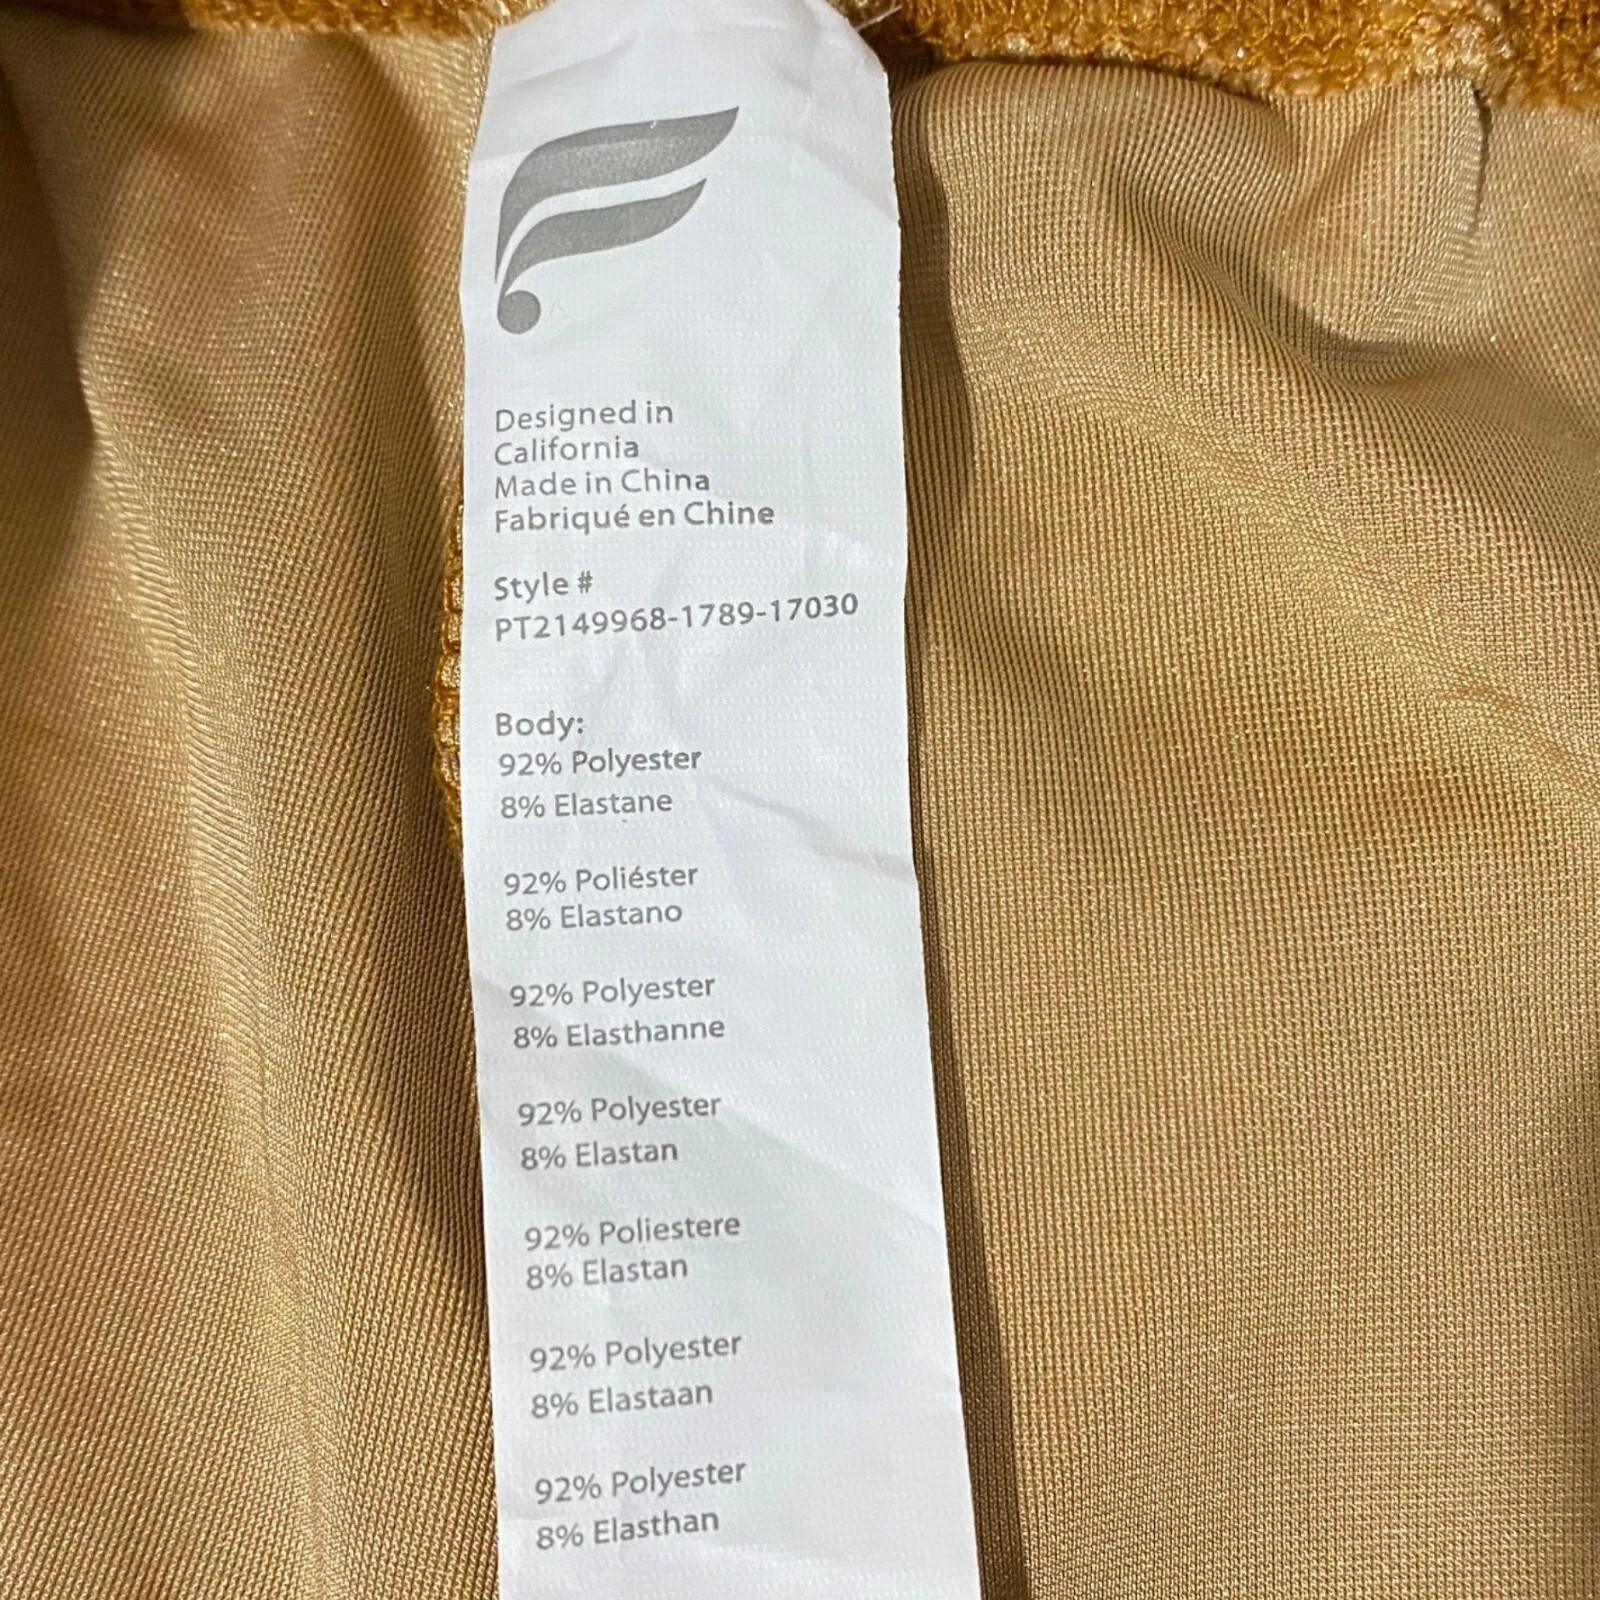 Designed in
California
Made in China
Fabriqué en Chine
Style #
PT2149968-1789-17030
Body:
92% Polyester
8% Elastane
92% Poliéster
8% Elastano
92% Polyester
8% Elasthanne
92% Polyester
8% Elastan
92% Poliestere
8% Elastan
92% Polyester
8% Elastaan
92% Polyester
8% Elasthan